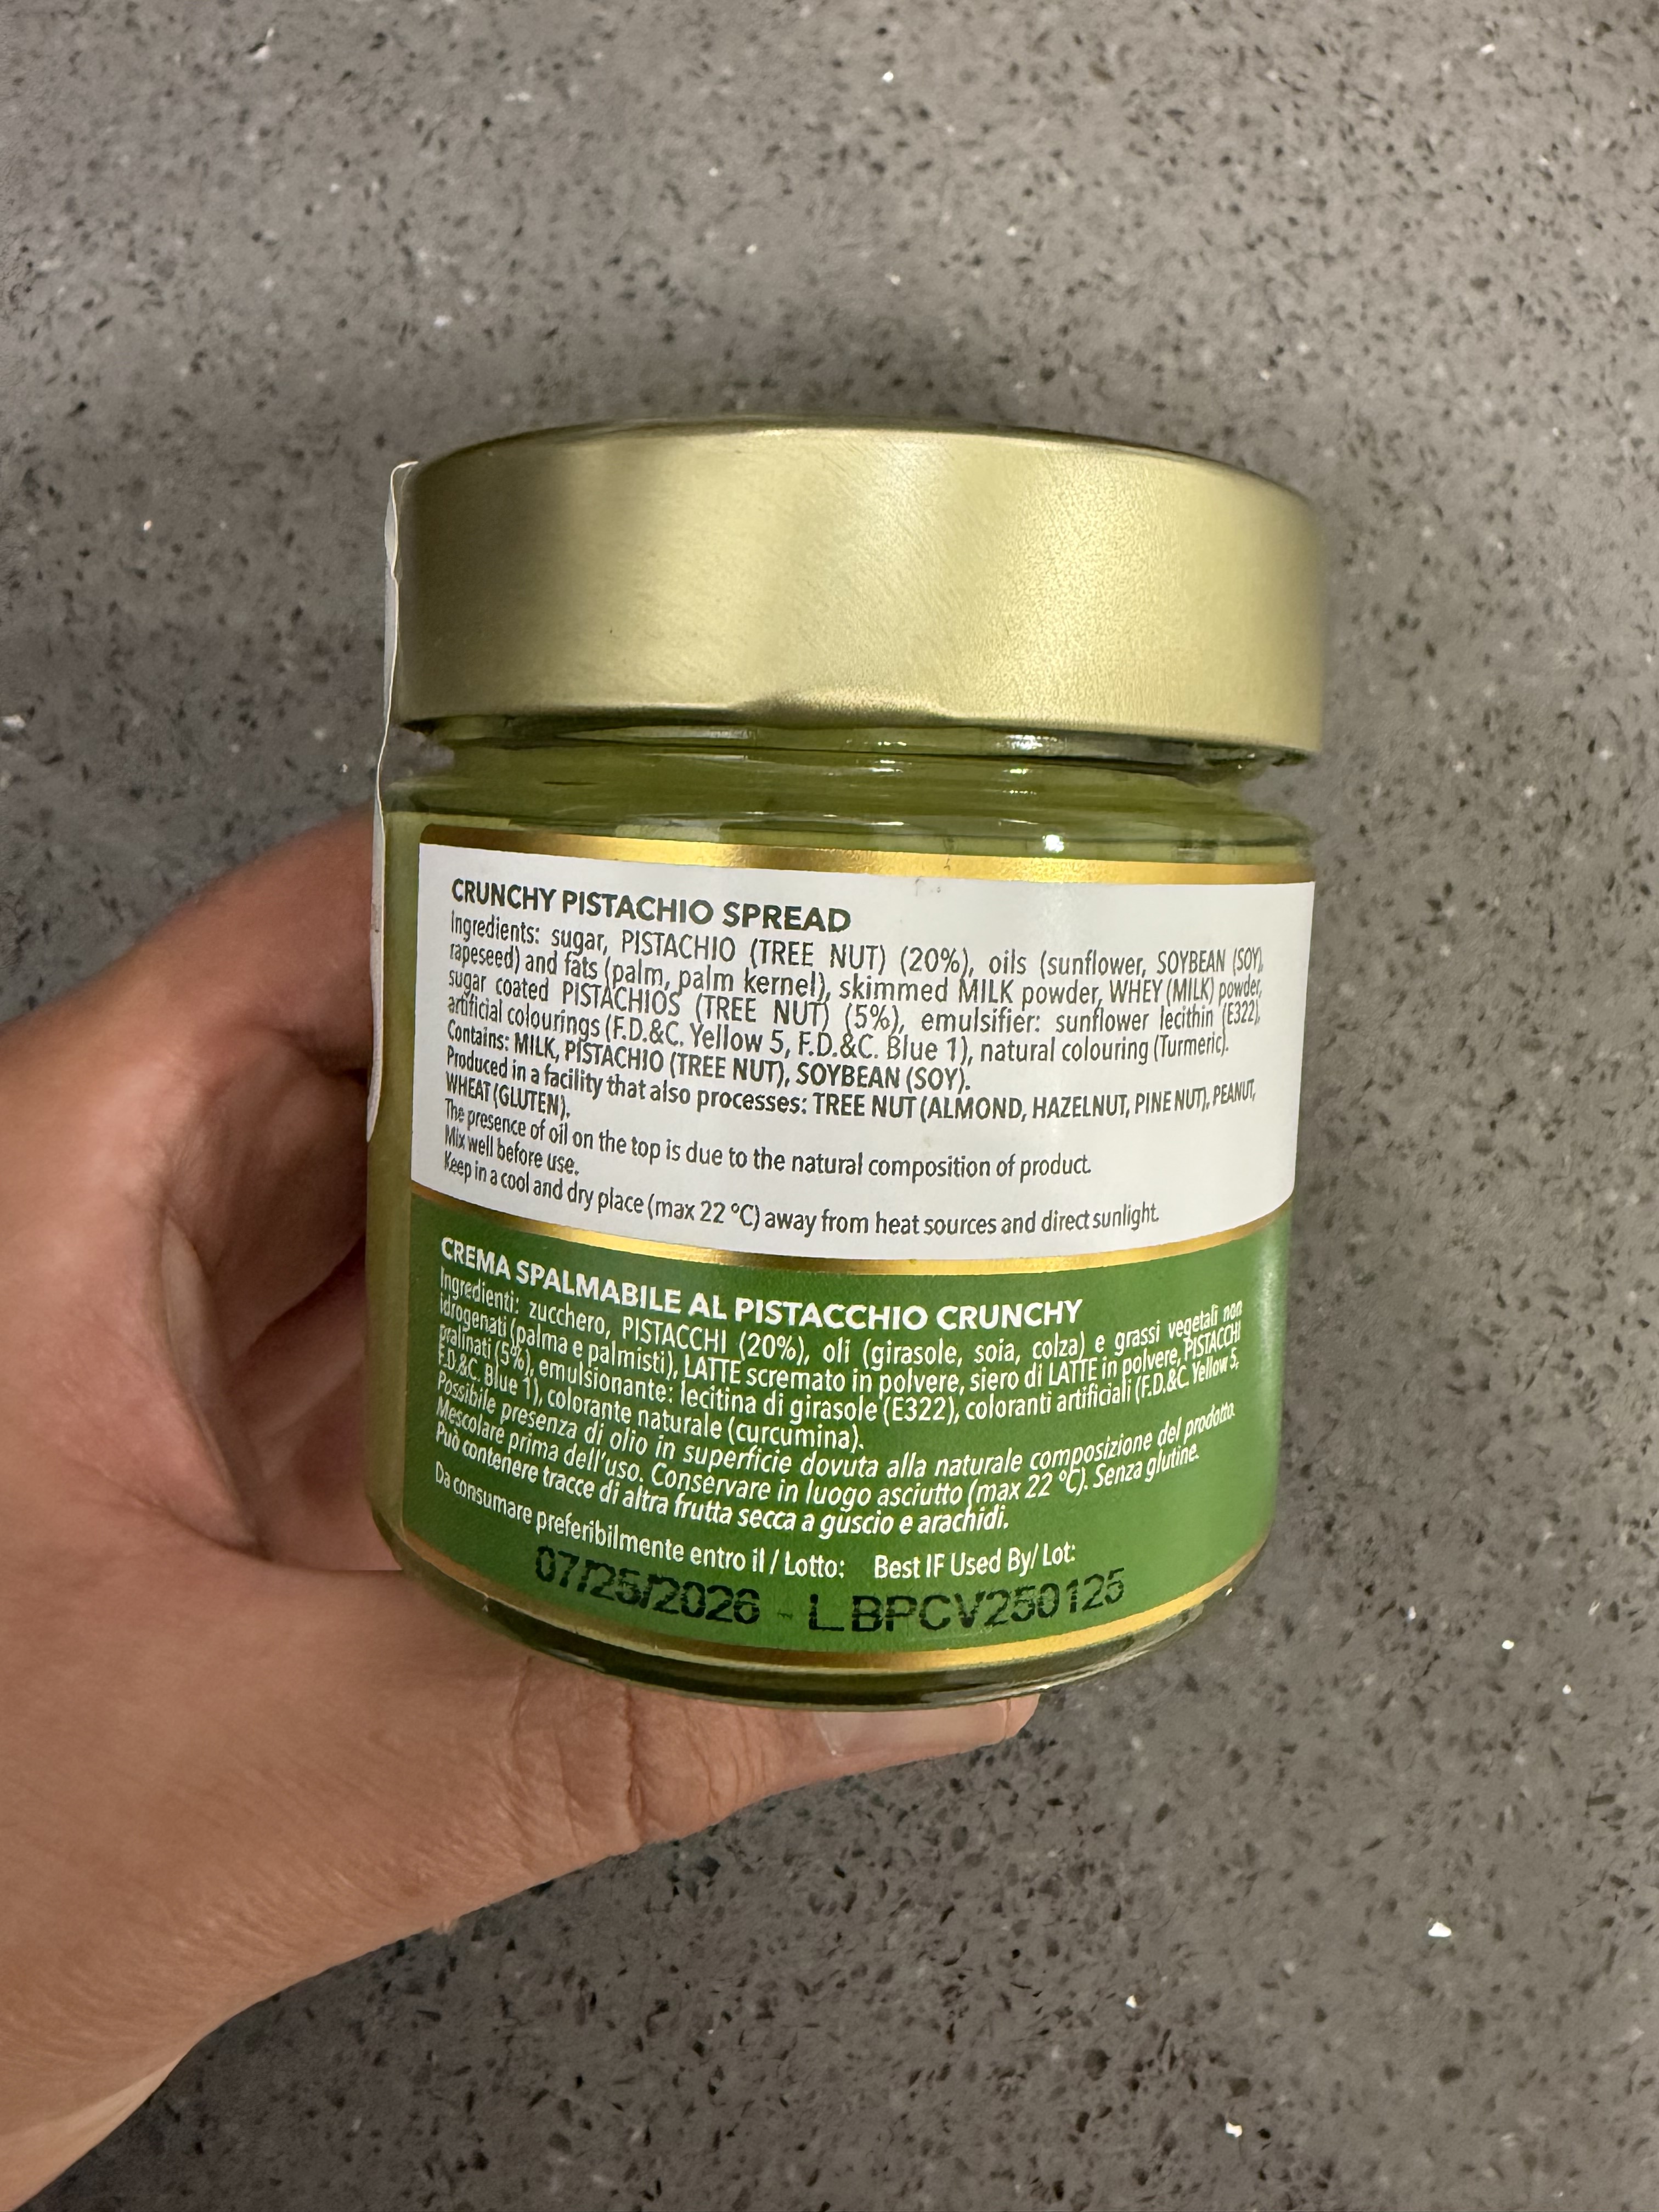 CRUNCHY PISTACHIO SPREAD
Ingredients: sugar, PISTACHIO (TREE NUT) (20%), oils (sunflower, SOYBEAN (SOY),
rapeseed) and fats (palm, palm kernel), skimmed MILK powder, WHEY (MILK) powder,
sugar coated PISTACHIOS (TREE NUT) (5%), emulsifier: sunflower lecithin (E322),
artificial colourings (F.D.&C. Yellow 5, F.D.&C. Blue 1), natural colouring (Turmeric).
Contains: MILK, PISTACHIO (TREE NUT), SOYBEAN (SOY).
Produced in a facility that also processes: TREE NUT (ALMOND, HAZELNUT, PINE NUT), PEANUT,
WHEAT (GLUTEN).
The presence of oil on the top is due to the natural composition of product.
Mix well before use.
Keep in a cool and dry place (max 22 °C) away from heat sources and direct sunlight.
CREMA SPALMABILE AL PISTACCHIO CRUNCHY
Ingredienti: zucchero, PISTACCHI (20%), oli (girasole, soia, colza) e grassi vegetali non
idrogenati (palma e palmisti), LATTE scremato in polvere, siero di LATTE in polvere, PISTACCHI
pralinati (5%), emulsionante: lecitina di girasole (E322), coloranti artificiali (F.D.&C. Yellow 5,
F.D.&C. Blue 1), colorante naturale (curcumina).
Possibile presenza di olio in superficie dovuta alla naturale composizione del prodotto.
Mescolare prima dell'uso. Conservare in luogo asciutto (max 22 °C). Senza glutine.
Può contenere tracce di altra frutta secca a guscio e arachidi.
Da consumare preferibilmente entro il / Lotto: Best IF Used By/ Lot:
07/25/2026 - L BPCV250125